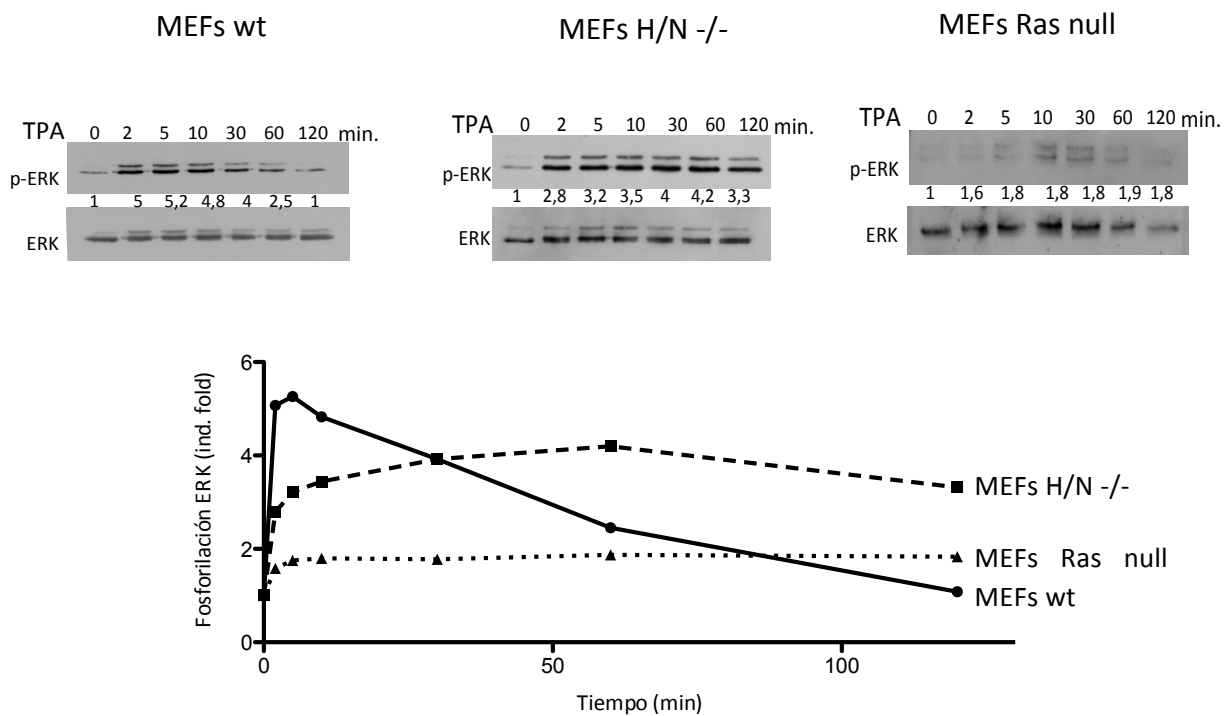 MEFs wt
MEFs H/N -/-
MEFs Ras null
TPA 0 2 5 10 30 60 120 min.
p-ERK
1 5 5,2 4,8 4 2,5 1
ERK
TPA 0 2 5 10 30 60 120 min.
p-ERK
1 2,8 3,2 3,5 4 4,2 3,3
ERK
TPA 0 2 5 10 30 60 120 min.
p-ERK
1 1,6 1,8 1,8 1,8 1,9 1,8
ERK
Fosforilación ERK (ind. fold)
6
4
2
0
0 50 100
Tiempo (min)
MEFs H/N -/-
MEFs Ras null
MEFs wt